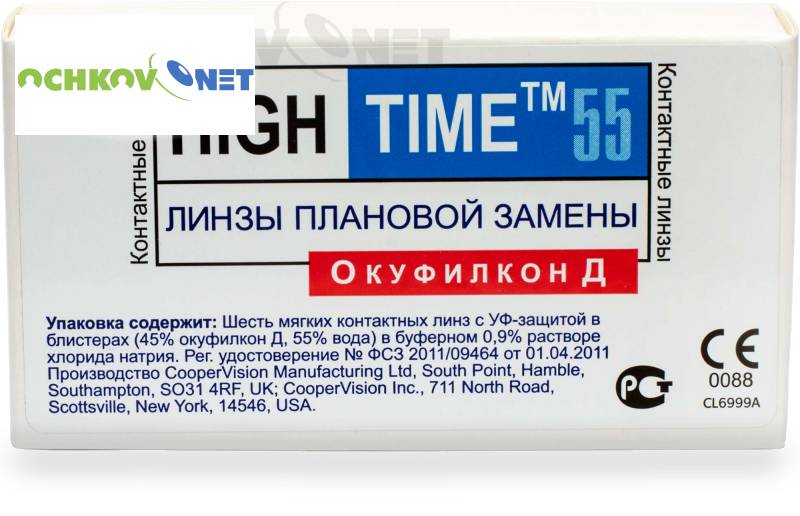 OCHKOV NET
NET
HIGH TIME™ 55
Контактные
Контактные линзы
ЛИНЗЫ ПЛАНОВОЙ ЗАМЕНЫ
ОКУФИЛКОН Д
Упаковка содержит: Шесть мягких контактных линз с УФ-защитой в
блистерах (45% окуфилкон Д, 55% вода) в буферном 0,9% растворе
хлорида натрия. Рег. удостоверение № ФСЗ 2011/09464 от 01.04.2011
Производство CooperVision Manufacturing Ltd, South Point, Hamble,
Southampton, SO31 4RF, UK; CooperVision Inc., 711 North Road,
Scottsville, New York, 14546, USA.
РСТ
CE
0088
CL6999A